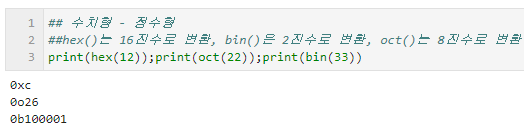 1 ## 수치형 - 정수형
2 ##hex()는 16진수로 변환, bin()은 2진수로 변환, oct()는 8진수로 변환
3 print(hex(12));print(oct(22));print(bin(33))
0xc
0o26
0b100001